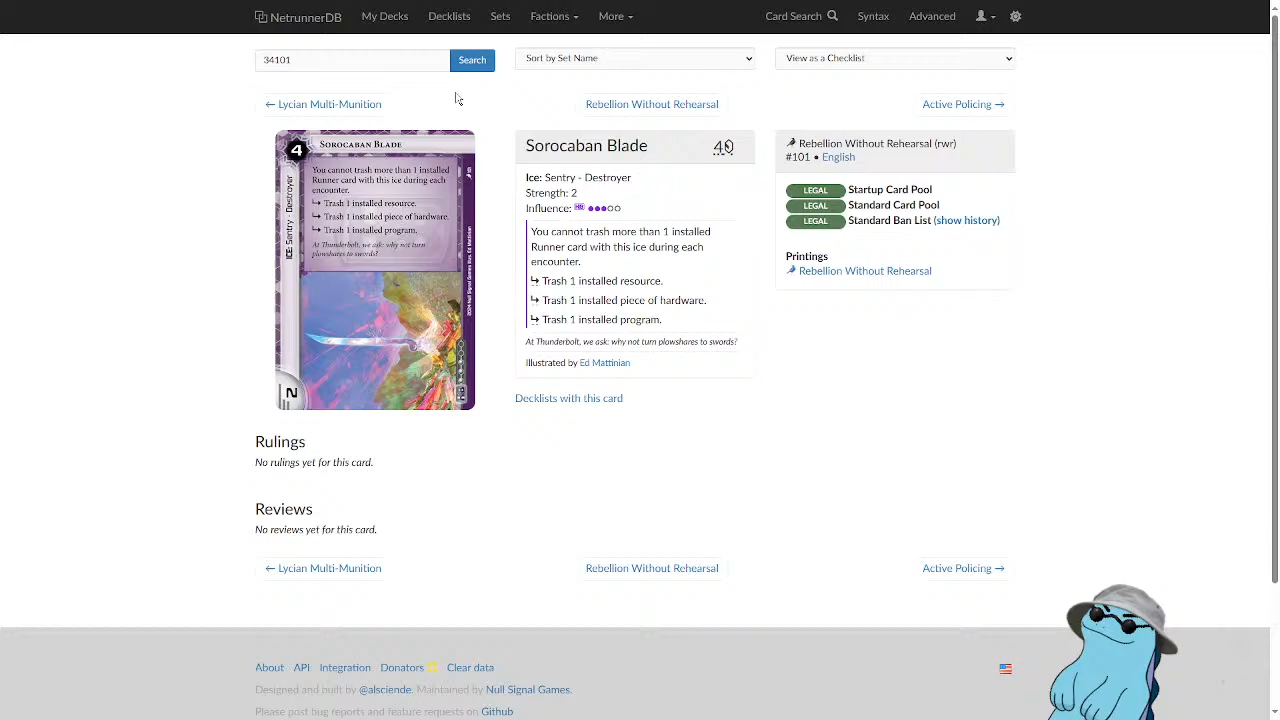 NetrunnerDB My Decks Decklists Sets Factions More Card Search Syntax Advanced
34101 Search Sort by Set Name View as a Checklist
← Lycian Multi-Munition Rebellion Without Rehearsal Active Policing →
4 Sorocaban Blade
You cannot trash more than 1 installed
Runner card with this ice during each
encounter.
↳ Trash 1 installed resource.
↳ Trash 1 installed piece of hardware.
↳ Trash 1 installed program.
At Thunderbolt, we ask: why not turn
plowshares to swords?
ICE: Sentry - Destroyer
2
Sorocaban Blade
Ice: Sentry - Destroyer
Strength: 2
Influence:
You cannot trash more than 1 installed
Runner card with this ice during each
encounter.
↳ Trash 1 installed resource.
↳ Trash 1 installed piece of hardware.
↳ Trash 1 installed program.
At Thunderbolt, we ask: why not turn plowshares to swords?
Illustrated by Ed Mattinian
Decklists with this card
Rebellion Without Rehearsal (rwr)
#101 • English
LEGAL Startup Card Pool
LEGAL Standard Card Pool
LEGAL Standard Ban List (show history)
Printings
Rebellion Without Rehearsal
Rulings
No rulings yet for this card.
Reviews
No reviews yet for this card.
← Lycian Multi-Munition Rebellion Without Rehearsal Active Policing →
About API Integration Donators Clear data
Designed and built by @alsciende. Maintained by Null Signal Games.
Please post bug reports and feature requests on Github